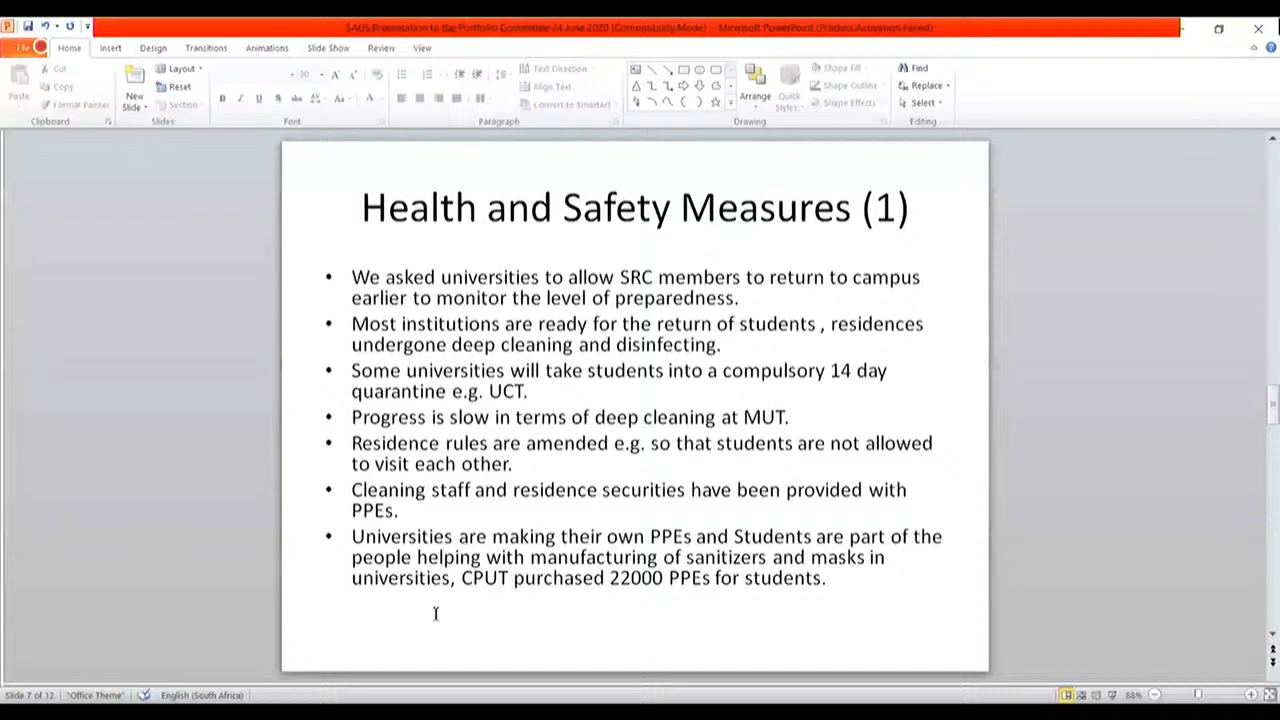 SAUS Presentation to the Portfolio Committee 24 June 2020 [Compatibility Mode] - Microsoft PowerPoint (Product Activation Failed)
File Home Insert Design Transitions Animations Slide Show Review View
Cut Layout Text Direction Shape Fill Find
Copy Reset Align Text Shape Outline Replace
Paste Format Painter New Slide Section Convert to SmartArt Arrange Quick Styles Shape Effects Select
Clipboard Slides Font Paragraph Drawing Editing
Health and Safety Measures (1)
• We asked universities to allow SRC members to return to campus
earlier to monitor the level of preparedness.
• Most institutions are ready for the return of students , residences
undergone deep cleaning and disinfecting.
• Some universities will take students into a compulsory 14 day
quarantine e.g. UCT.
• Progress is slow in terms of deep cleaning at MUT.
• Residence rules are amended e.g. so that students are not allowed
to visit each other.
• Cleaning staff and residence securities have been provided with
PPEs.
• Universities are making their own PPEs and Students are part of the
people helping with manufacturing of sanitizers and masks in
universities, CPUT purchased 22000 PPEs for students.
Slide 7 of 12 "Office Theme" English (South Africa) 88%